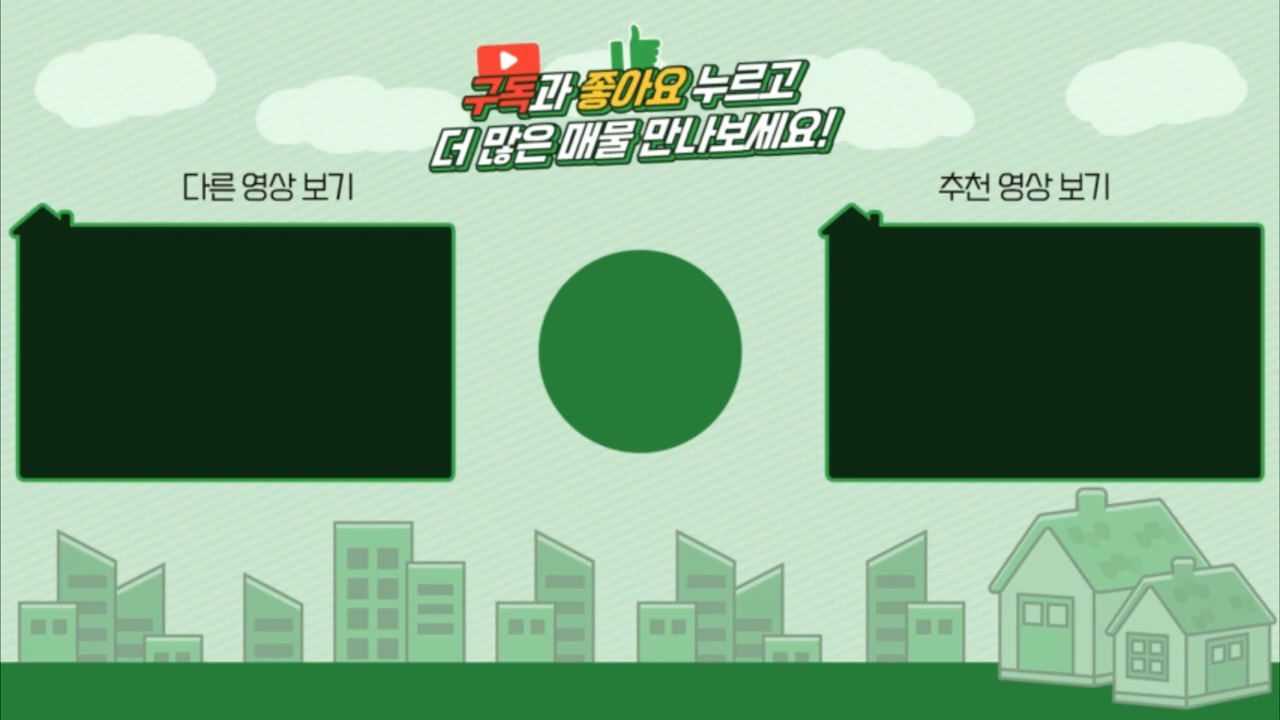 구독과 좋아요 누르고
더 많은 매물 만나보세요!
다른 영상 보기
추천 영상 보기